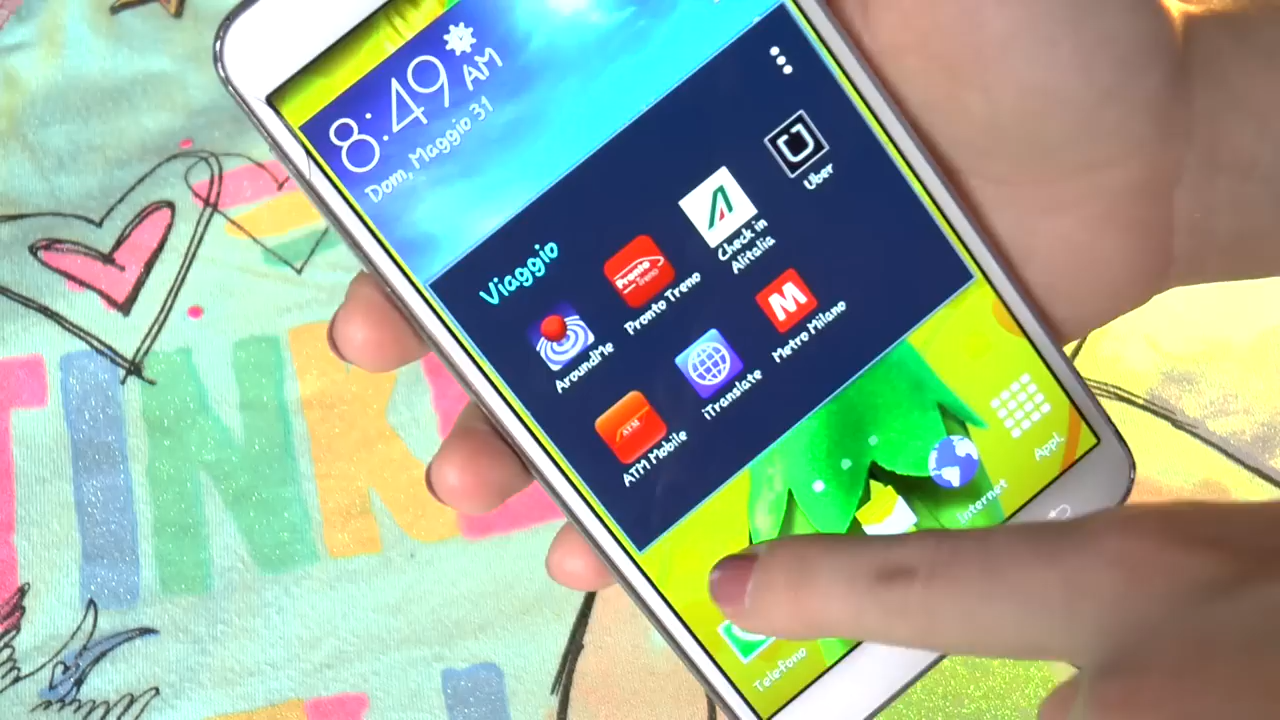 8:49 AM
Dom, Maggio 31
Viaggio
AroundMe
Pronto
Treno
Pronto Treno
Check in
Alitalia
Uber
ATM
ATM Mobile
iTranslate
M
Metro Milano
Telefono
Internet
Appl.
TINK